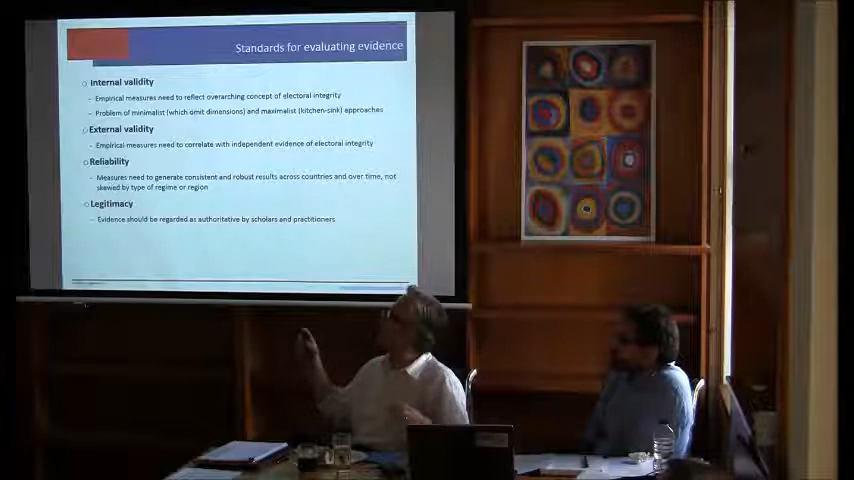 Standards for evaluating evidence
Internal validity
– Empirical measures need to reflect overarching concept of electoral integrity
– Problem of minimalist (which omit dimensions) and maximalist (kitchen-sink) approaches
External validity
– Empirical measures need to correlate with independent evidence of electoral integrity
Reliability
– Measures need to generate consistent and robust results across countries and over time, not
skewed by type of regime or region
Legitimacy
– Evidence should be regarded as authoritative by scholars and practitioners